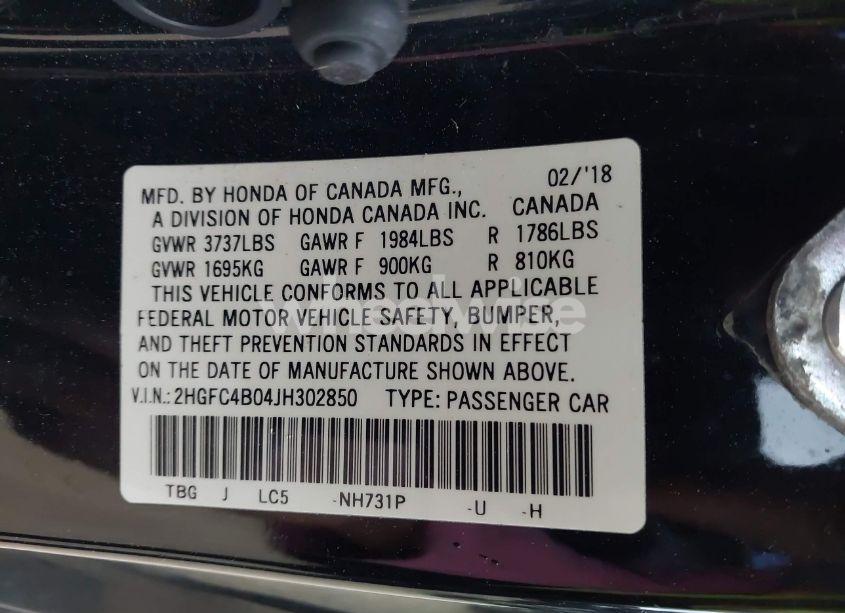 MFD. BY HONDA OF CANADA MFG., 02/'18
A DIVISION OF HONDA CANADA INC. CANADA
GVWR 3737LBS GAWR F 1984LBS R 1786LBS
GVWR 1695KG GAWR F 900KG R 810KG
THIS VEHICLE CONFORMS TO ALL APPLICABLE
FEDERAL MOTOR VEHICLE SAFETY, BUMPER,
AND THEFT PREVENTION STANDARDS IN EFFECT
ON THE DATE OF MANUFACTURE SHOWN ABOVE.
V.I.N.: 2HGFC4B04JH302850 TYPE: PASSENGER CAR
TBG J LC5 -NH731P -U -H
wheelwise